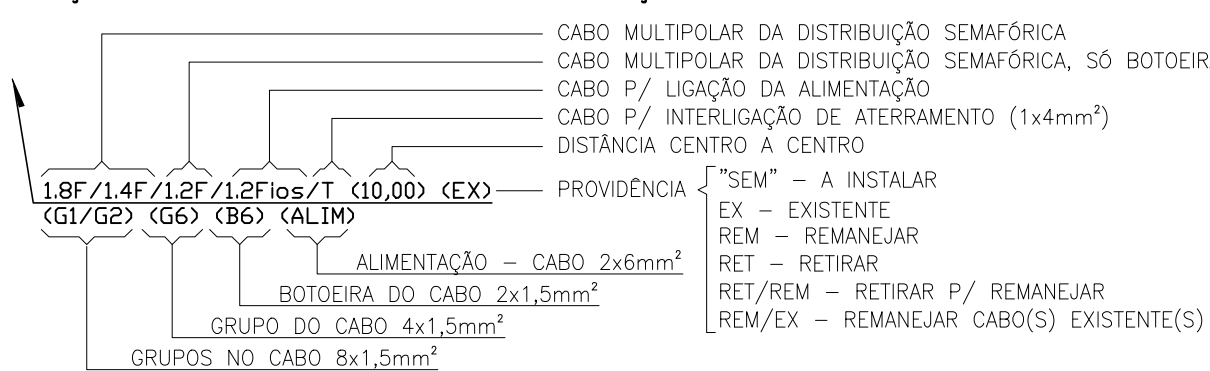 CABO MULTIPOLAR DA DISTRIBUIÇÃO SEMAFÓRICA
CABO MULTIPOLAR DA DISTRIBUIÇÃO SEMAFÓRICA, SÓ BOTOEIR
CABO P/ LIGAÇÃO DA ALIMENTAÇÃO
CABO P/ INTERLIGAÇÃO DE ATERRAMENTO (1x4mm²)
DISTÂNCIA CENTRO A CENTRO
1.8F/1.4F/1.2F/1.2Fios/T (10,00) (EX)
PROVIDÊNCIA
(G1/G2) (G6) (B6) (ALIM)
"SEM" – A INSTALAR
EX – EXISTENTE
REM – REMANEJAR
RET – RETIRAR
RET/REM – RETIRAR P/ REMANEJAR
REM/EX – REMANEJAR CABO(S) EXISTENTE(S)
ALIMENTAÇÃO – CABO 2x6mm²
BOTOEIRA DO CABO 2x1,5mm²
GRUPO DO CABO 4x1,5mm²
GRUPOS NO CABO 8x1,5mm²